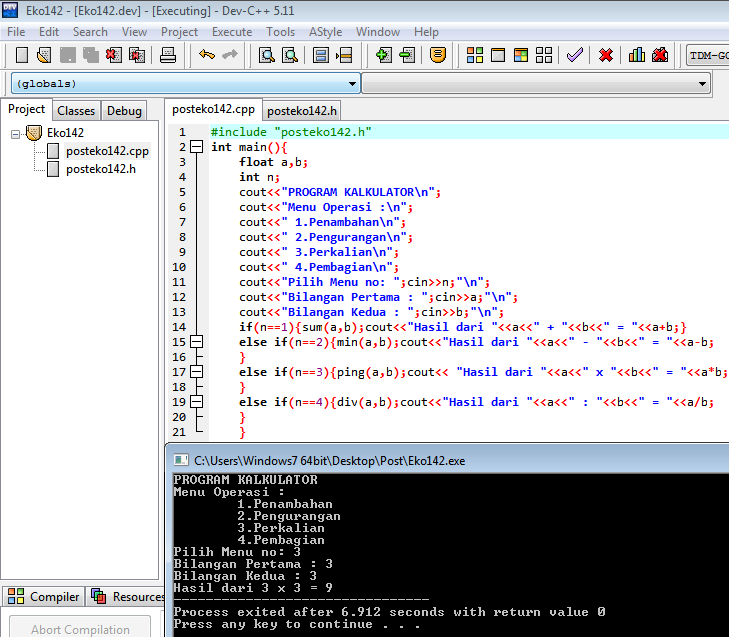 Eko142 - [Eko142.dev] - [Executing] - Dev-C++ 5.11
File Edit Search View Project Execute Tools AStyle Window Help
TDM-GC
(globals)
Project Classes Debug
posteko142.cpp posteko142.h
Eko142
posteko142.cpp
posteko142.h
1 #include "posteko142.h"
2 int main(){
3 float a,b;
4 int n;
5 cout<<"PROGRAM KALKULATOR\n";
6 cout<<"Menu Operasi :\n";
7 cout<<" 1.Penambahan\n";
8 cout<<" 2.Pengurangan\n";
9 cout<<" 3.Perkalian\n";
10 cout<<" 4.Pembagian\n";
11 cout<<"Pilih Menu no: ";cin>>n;"\n";
12 cout<<"Bilangan Pertama : ";cin>>a;"\n";
13 cout<<"Bilangan Kedua : ";cin>>b;"\n";
14 if(n==1){sum(a,b);cout<<"Hasil dari "<<a<<" + "<<b<<" = "<<a+b;}
15 else if(n==2){min(a,b);cout<<"Hasil dari "<<a<<" - "<<b<<" = "<<a-b;
16 }
17 else if(n==3){ping(a,b);cout<< "Hasil dari "<<a<<" x "<<b<<" = "<<a*b;
18 }
19 else if(n==4){div(a,b);cout<<"Hasil dari "<<a<<" : "<<b<<" = "<<a/b;
20 }
21 }
C:\Users\Windows7 64bit\Desktop\Post\Eko142.exe
PROGRAM KALKULATOR
Menu Operasi :
1.Penambahan
2.Pengurangan
3.Perkalian
4.Pembagian
Pilih Menu no: 3
Bilangan Pertama : 3
Bilangan Kedua : 3
Hasil dari 3 x 3 = 9
--------------------------------
Process exited after 6.912 seconds with return value 0
Press any key to continue . . .
Compiler Resources
Abort Compilation